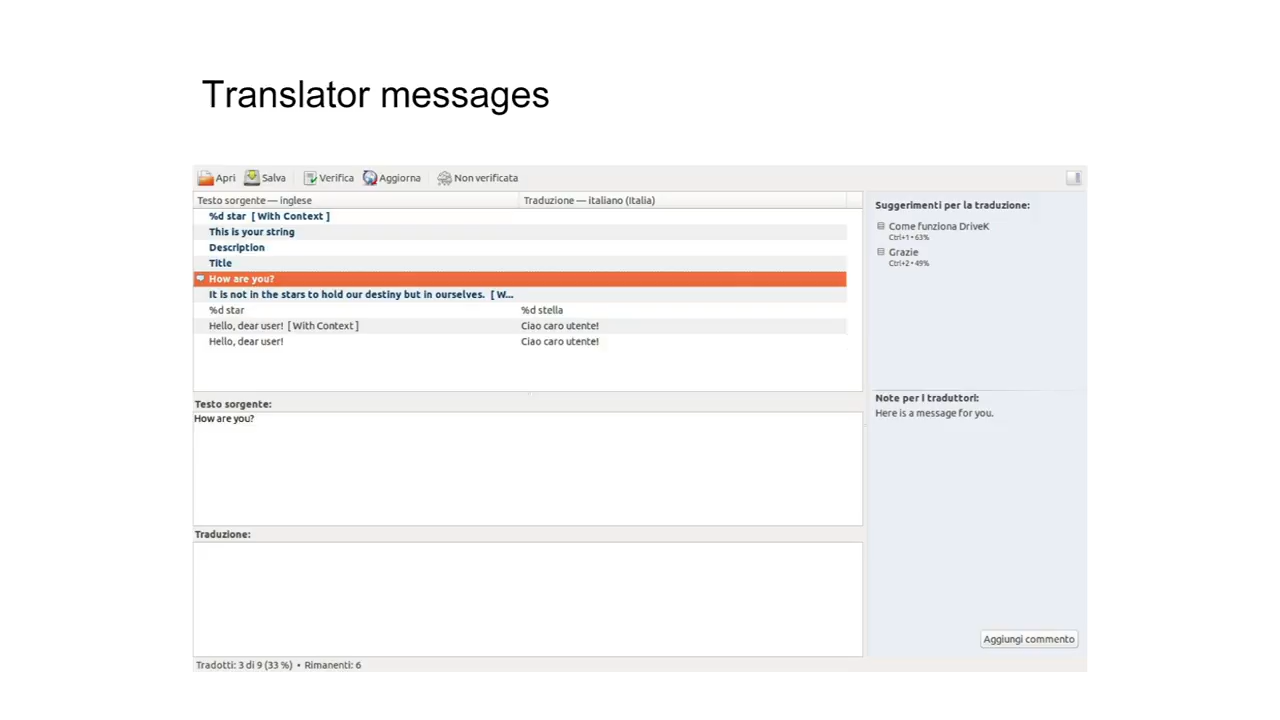 Translator messages
Apri Salva Verifica Aggiorna Non verificata
Testo sorgente — inglese Traduzione — italiano (Italia)
%d star [ With Context ]
This is your string
Description
Title
How are you?
It is not in the stars to hold our destiny but in ourselves. [ W...
%d star %d stella
Hello, dear user! [ With Context ] Ciao caro utente!
Hello, dear user! Ciao caro utente!
Testo sorgente:
How are you?
Traduzione:
Tradotti: 3 di 9 (33 %) • Rimanenti: 6
Suggerimenti per la traduzione:
Come funziona DriveK
Ctrl+1 • 63%
Grazie
Ctrl+2 • 49%
Note per i traduttori:
Here is a message for you.
Aggiungi commento